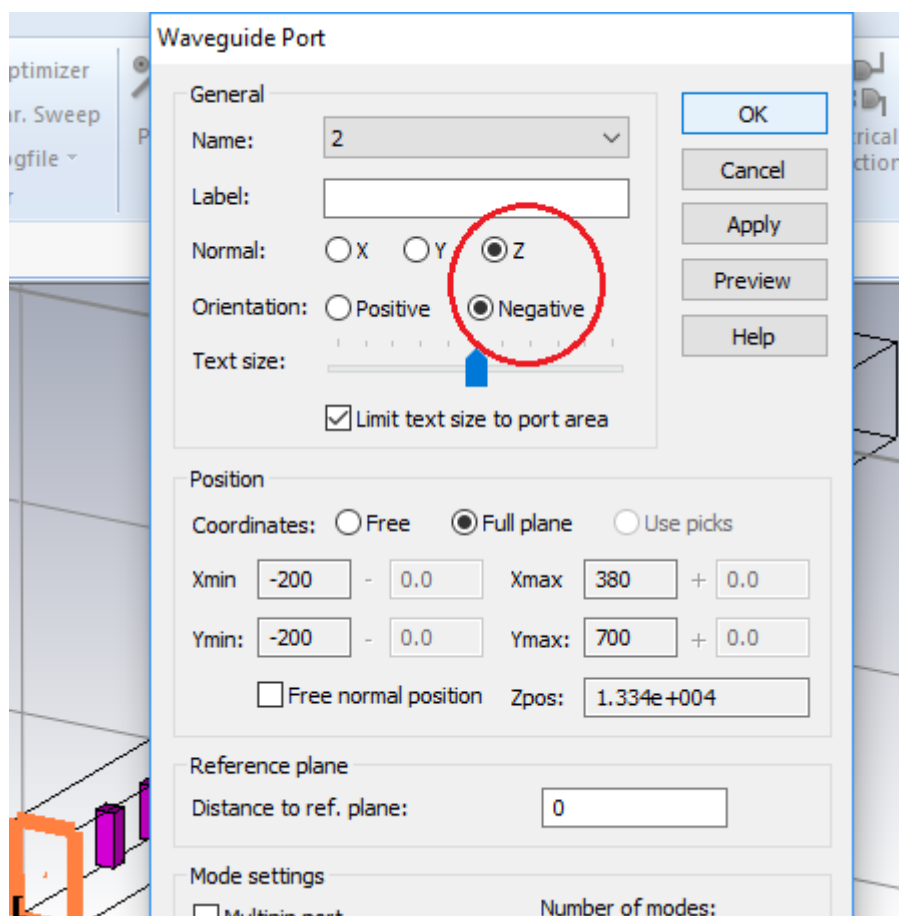 Waveguide Port
General
Name: 2
Label:
Normal: X Y Z
Orientation: Positive Negative
Text size:
Limit text size to port area
OK
Cancel
Apply
Preview
Help
Position
Coordinates: Free Full plane Use picks
Xmin -200 - 0.0 Xmax 380 + 0.0
Ymin: -200 - 0.0 Ymax: 700 + 0.0
Free normal position Zpos: 1.334e+004
Reference plane
Distance to ref. plane: 0
Mode settings
Multipin port Number of modes:
ptimizer
r. Sweep
gfile
P
rical
ction